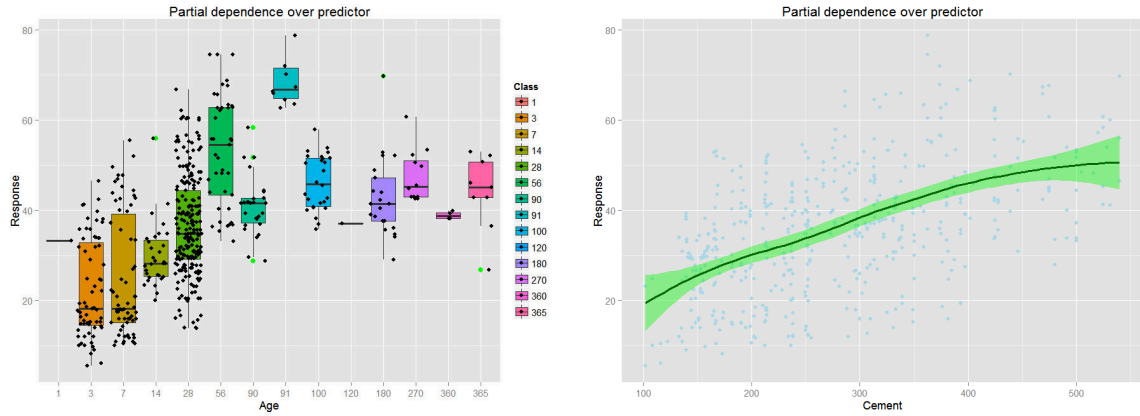 Partial dependence over predictor
80
60
40
20
Response
1 3 7 14 28 56 90 91 100 120 180 270 360 365
Age
Class
1
3
7
14
28
56
90
91
100
120
180
270
360
365
Partial dependence over predictor
80
60
40
20
Response
100 200 300 400 500
Cement